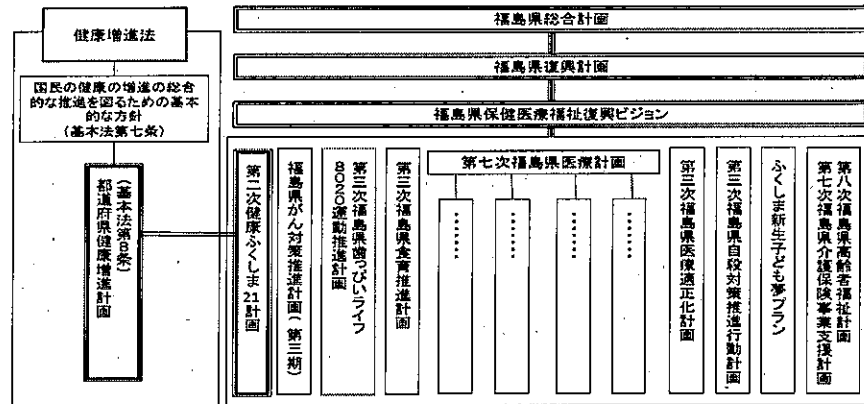 健康増進法
国民の健康の増進の総合
的な推進を図るための基本
的な方針
(基本法第七条)
(基本法第8条)
都道府県健康増進計画
福島県総合計画
福島県復興計画
福島県保健医療福祉復興ビジョン
第二次健康ふくしま21計画
福島県がん対策推進計画(第三期)
第三次福島県歯っぴいライフ
8020運動推進計画
第三次福島県食育推進計画
第七次福島県医療計画
第三次福島県医療適正化計画
第三次福島県自殺対策推進行動計画
ふくしま新生子ども夢プラン
第八次福島県高齢者福祉計画
第七次福島県介護保険事業支援計画